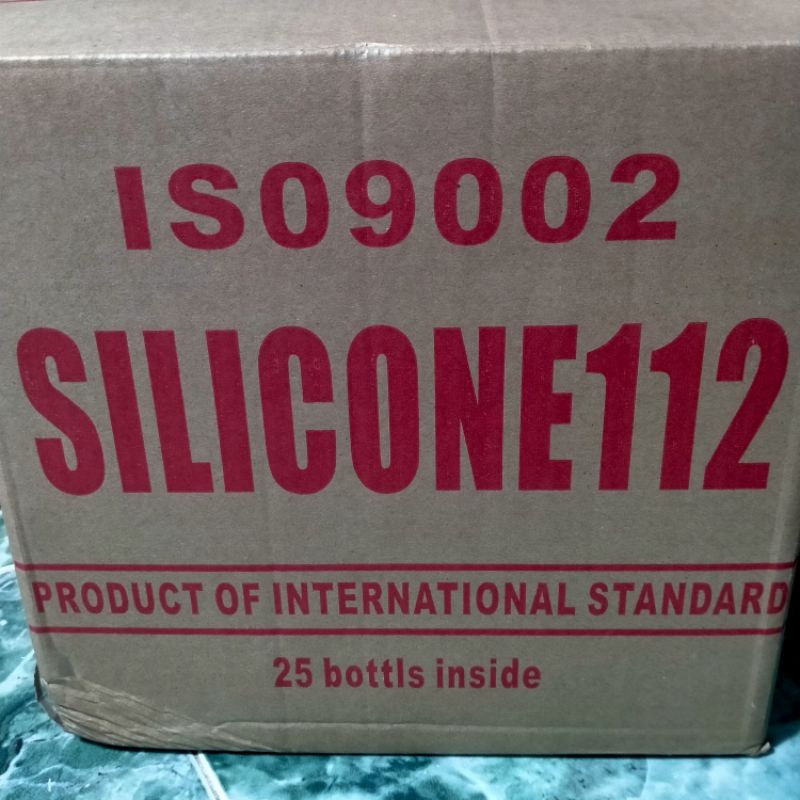 ISO9002
SILICONE112
PRODUCT OF INTERNATIONAL STANDARD
25 bottls inside